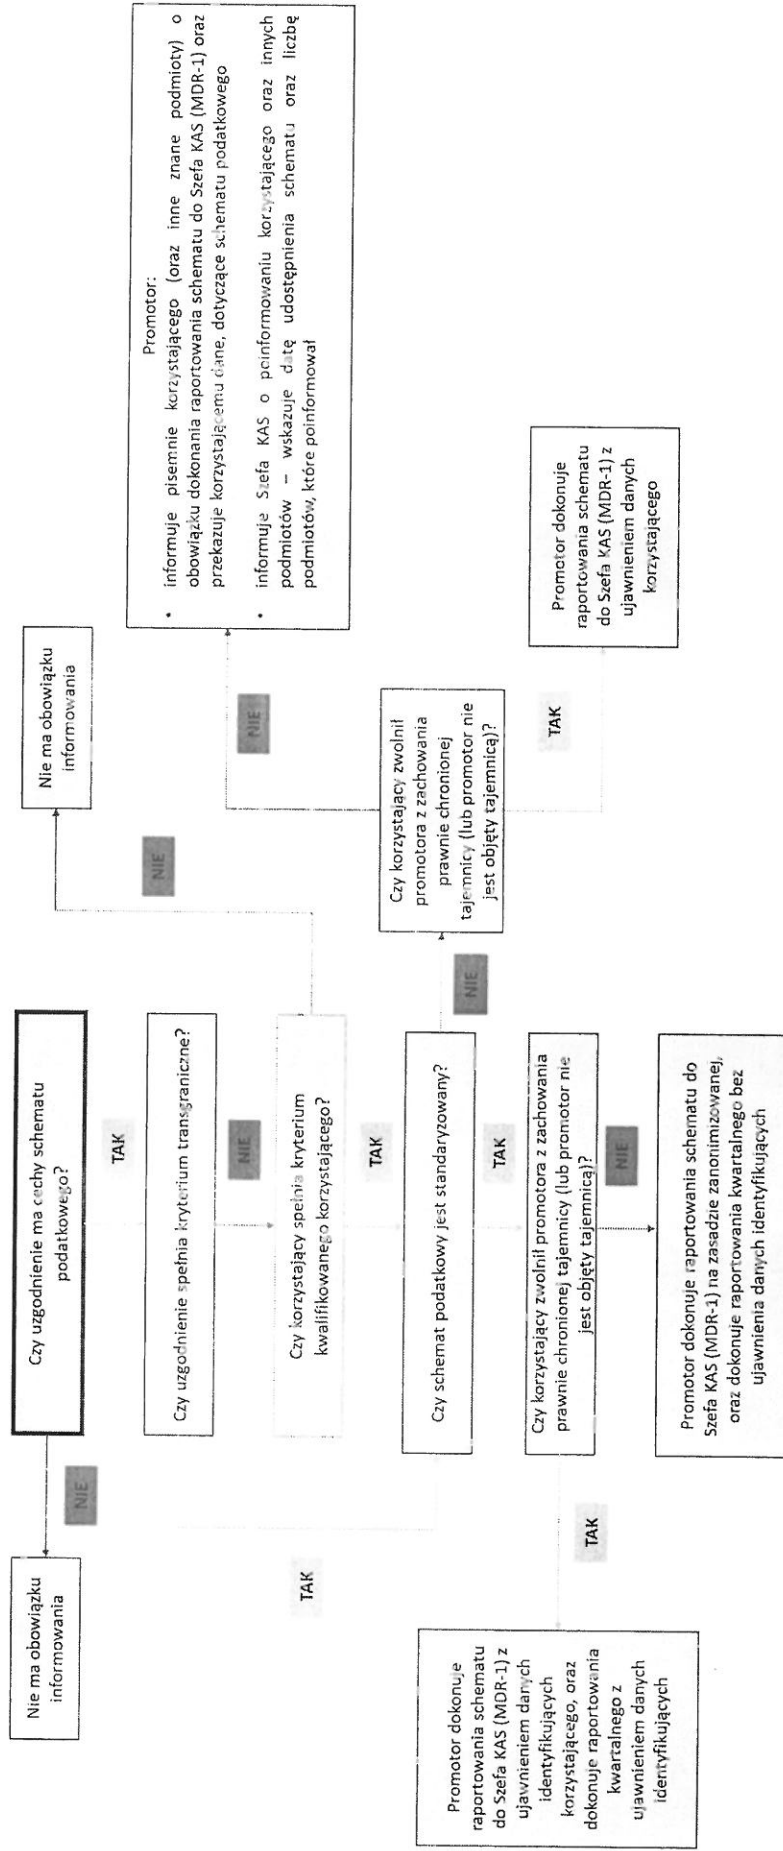 Czy uzgodnienie ma cechy schematu
podatkowego?
NIE
Nie ma obowiązku
informowania
TAK
Czy uzgodnienie spełnia kryterium transgraniczne?
NIE
TAK
Czy korzystający spełnia kryterium
kwalifikowanego korzystającego?
NIE
Nie ma obowiązku
informowania
TAK
Czy schemat podatkowy jest standaryzowany?
NIE
Czy korzystający zwolnił
promotora z zachowania
prawnie chronionej
tajemnicy (lub promotor nie
jest objęty tajemnicą)?
NIE
Promotor:
• informuje pisemnie korzystającego (oraz inne znane podmioty) o
obowiązku dokonania raportowania schematu do Szefa KAS (MDR-1) oraz
przekazuje korzystającemu dane, dotyczące schematu podatkowego
• informuje Szefa KAS o poinformowaniu korzystającego oraz innych
podmiotów – wskazuje datę udostępnienia schematu oraz liczbę
podmiotów, które poinformował
TAK
Promotor dokonuje
raportowania schematu
do Szefa KAS (MDR-1) z
ujawnieniem danych
korzystającego
TAK
Czy korzystający zwolnił promotora z zachowania
prawnie chronionej tajemnicy (lub promotor nie
jest objęty tajemnicą)?
TAK
Promotor dokonuje
raportowania schematu
do Szefa KAS (MDR-1) z
ujawnieniem danych
identyfikujących
korzystającego, oraz
dokonuje raportowania
kwartalnego z
ujawnieniem danych
identyfikujących
NIE
Promotor dokonuje raportowania schematu do
Szefa KAS (MDR-1) na zasadzie zanonimizowanej,
oraz dokonuje raportowania kwartalnego bez
ujawnienia danych identyfikujących